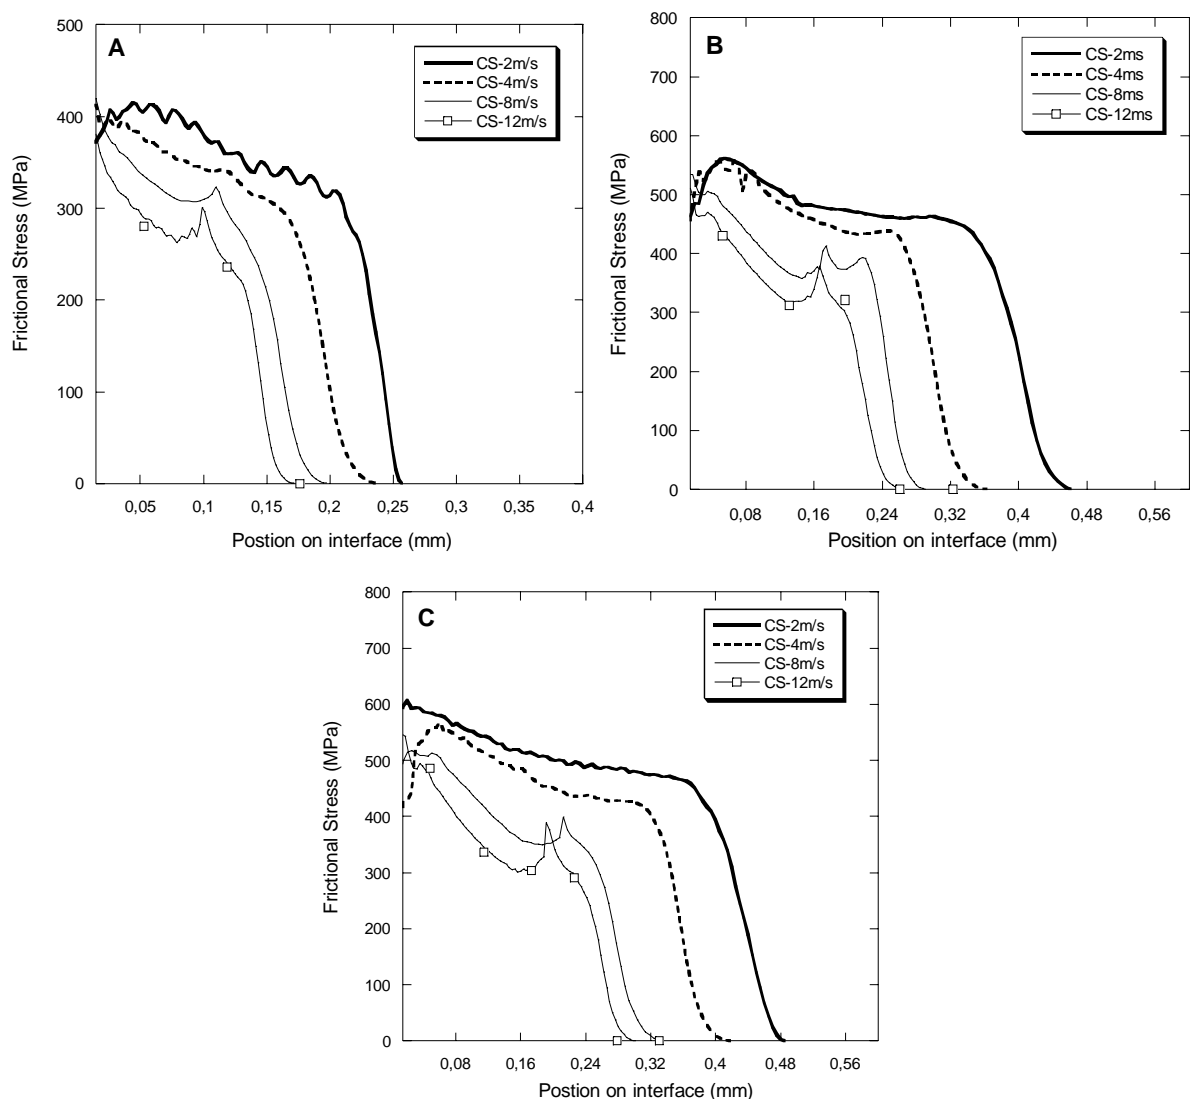 A
500
400
300
200
100
0
Frictional Stress (MPa)
CS-2m/s
CS-4m/s
CS-8m/s
CS-12m/s
0,05 0,1 0,15 0,2 0,25 0,3 0,35 0,4
Postion on interface (mm)
B
800
700
600
500
400
300
200
100
0
Frictional Stress (MPa)
CS-2ms
CS-4ms
CS-8ms
CS-12ms
0,08 0,16 0,24 0,32 0,4 0,48 0,56
Position on interface (mm)
C
800
700
600
500
400
300
200
100
0
Frictional Stress (MPa)
CS-2m/s
CS-4m/s
CS-8m/s
CS-12m/s
0,08 0,16 0,24 0,32 0,4 0,48 0,56
Postion on interface (mm)